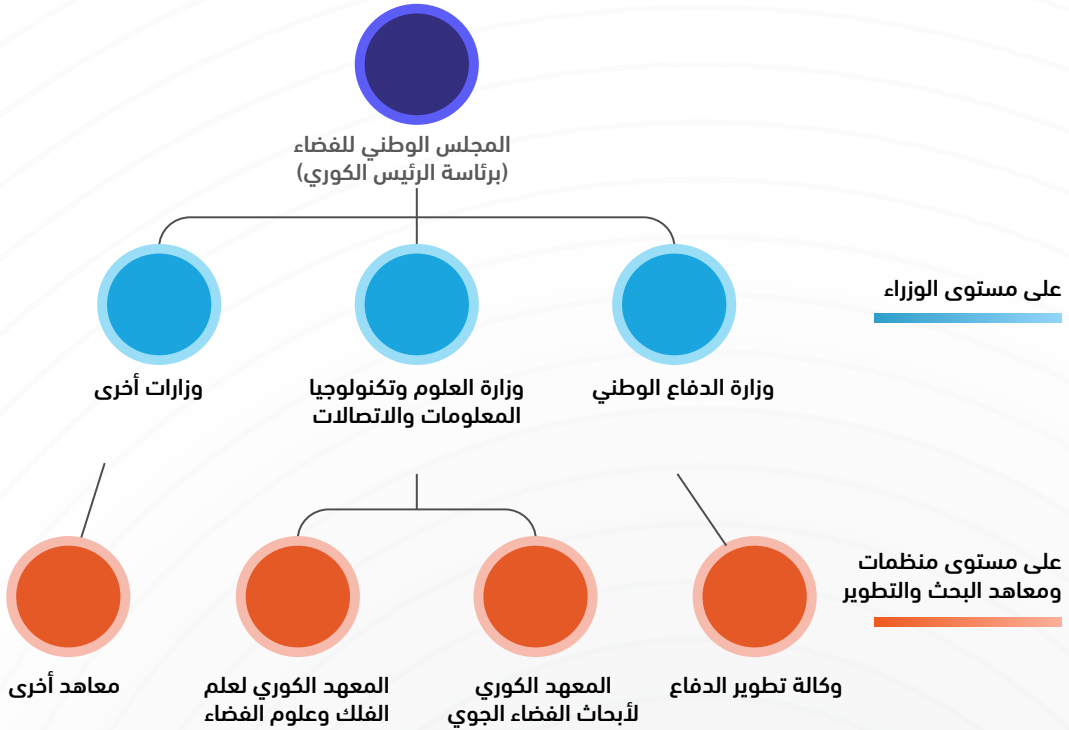 المجلس الوطني للفضاء
(برئاسة الرئيس الكوري)
على مستوى الوزراء
وزارة الدفاع الوطني
وزارة العلوم وتكنولوجيا
المعلومات والاتصالات
وزارات أخرى
على مستوى منظمات
ومعاهد البحث والتطوير
وكالة تطوير الدفاع
المعهد الكوري
لأبحاث الفضاء الجوي
المعهد الكوري لعلم
الفلك وعلوم الفضاء
معاهد أخرى